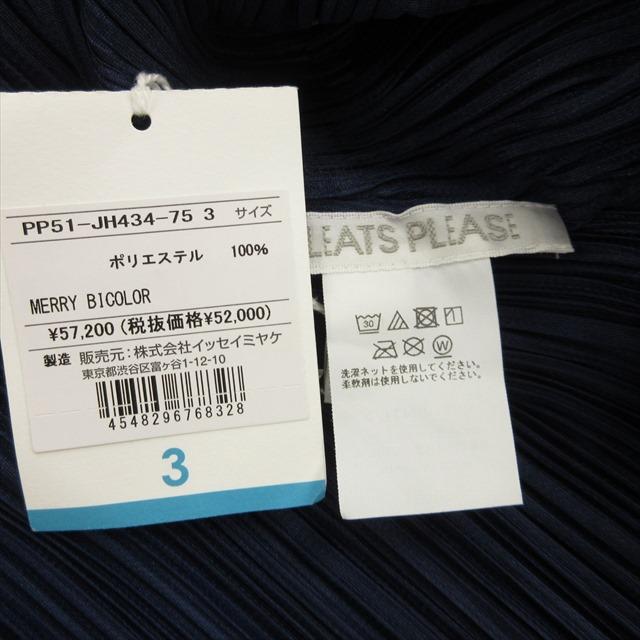 PP51-JH434-75 3 サイズ
ポリエステル 100%
MERRY BICOLOR
¥57,200 (税抜価格¥52,000)
製造 販売元：株式会社イッセイミヤケ
東京都渋谷区富ヶ谷1-12-10
4548296768328
3
LEATS PLEASE
30
W
洗濯ネットを使用してください。
柔軟剤は使用しないでください。